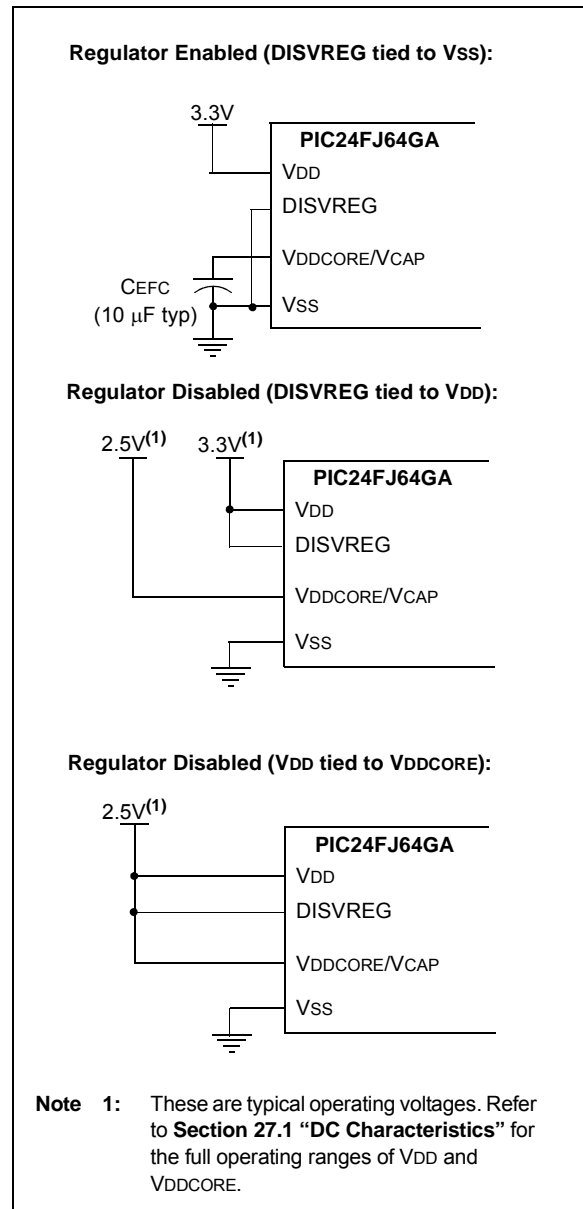 Regulator Enabled (DISVREG tied to VSS):
3.3V
PIC24FJ64GA
VDD
DISVREG
VDDCORE/VCAP
CEFC
(10 μF typ)
VSS
Regulator Disabled (DISVREG tied to VDD):
2.5V(1) 3.3V(1)
PIC24FJ64GA
VDD
DISVREG
VDDCORE/VCAP
VSS
Regulator Disabled (VDD tied to VDDCORE):
2.5V(1)
PIC24FJ64GA
VDD
DISVREG
VDDCORE/VCAP
VSS
Note 1: These are typical operating voltages. Refer
to Section 27.1 “DC Characteristics” for
the full operating ranges of VDD and
VDDCORE.